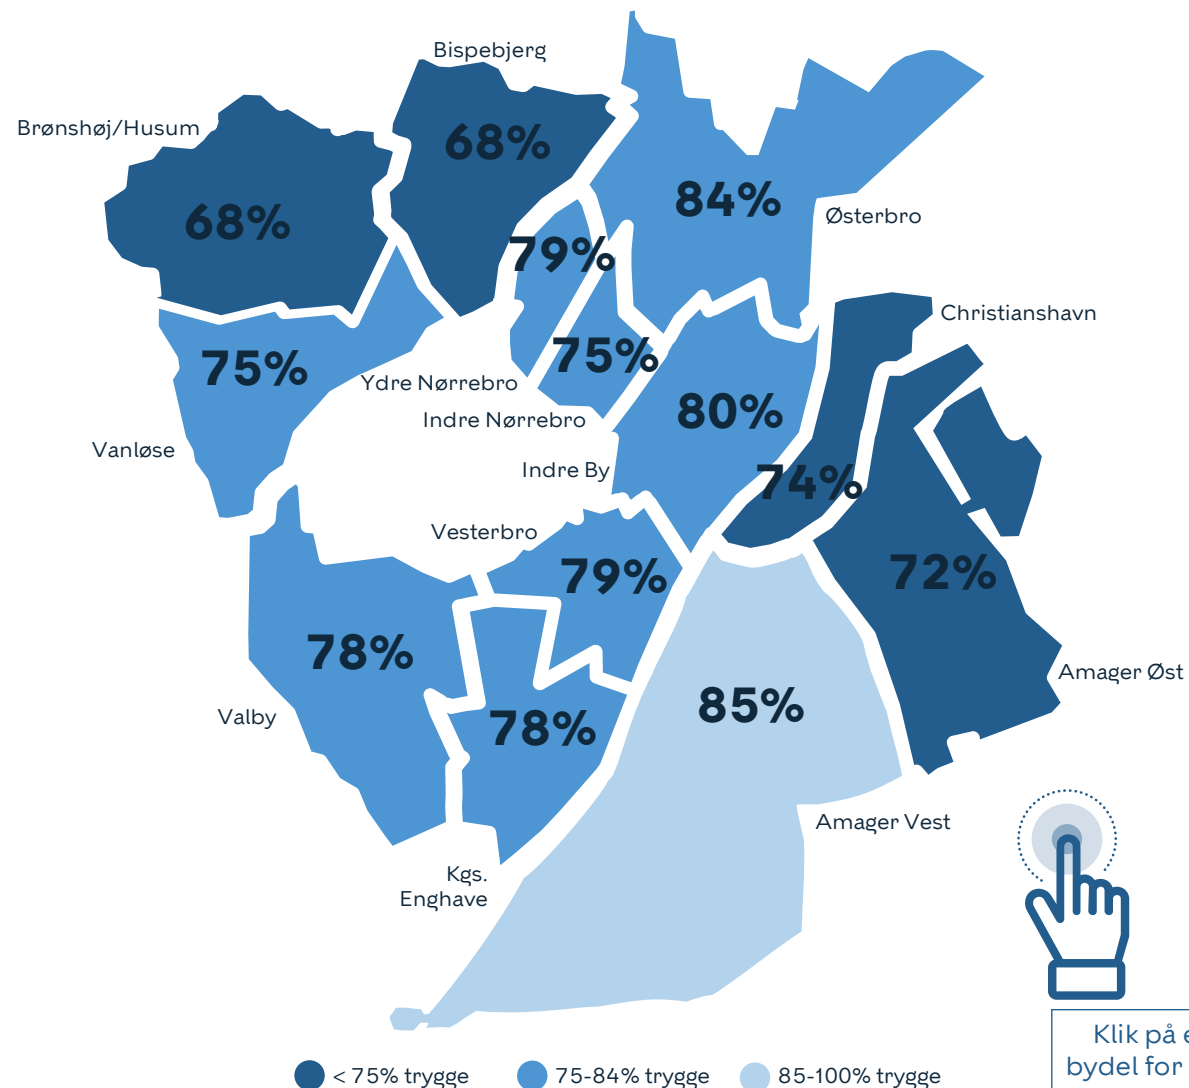 Bispebjerg
Brønshøj/Husum
68%
68%
84%
Østerbro
79%
Christianshavn
75%
75%
Ydre Nørrebro
80%
Indre Nørrebro
Vanløse
Indre By
74%
Vesterbro
79%
72%
78%
Amager Øst
85%
Valby
78%
Amager Vest
Kgs.
Enghave
Klik på
bydel for
< 75% trygge
75-84% trygge
85-100% trygge